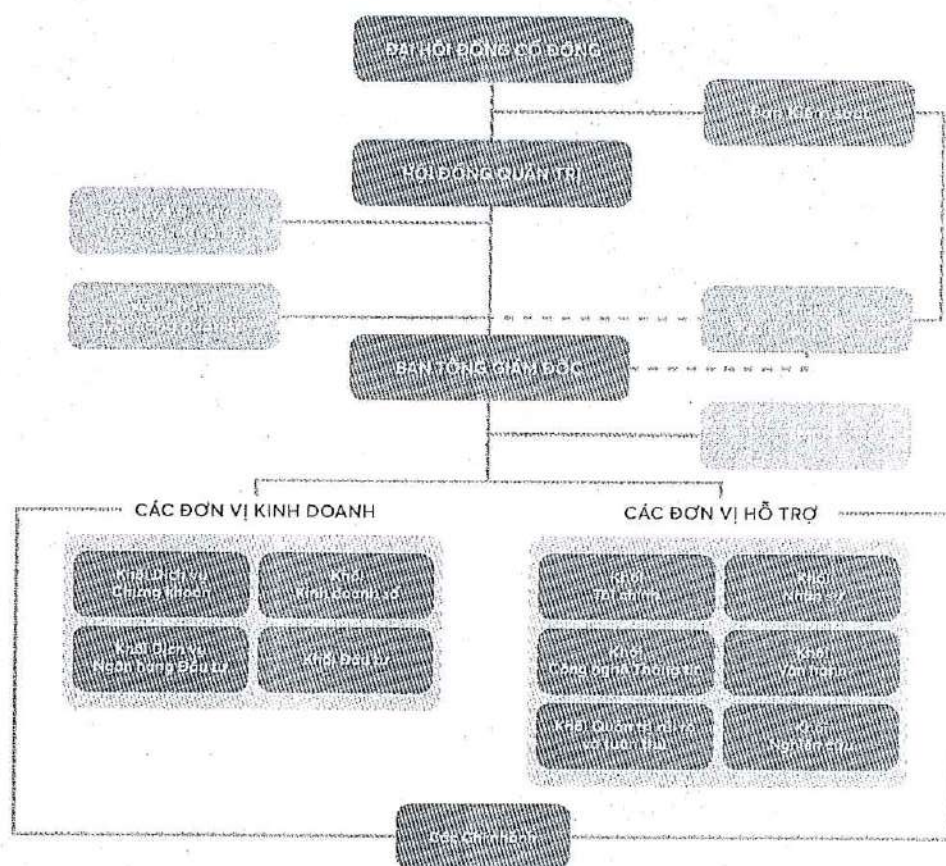 ĐẠI HỘI ĐỒNG CỔ ĐÔNG
Ban Kiểm soát
HỘI ĐỒNG QUẢN TRỊ
BAN TỔNG GIÁM ĐỐC
CÁC ĐƠN VỊ KINH DOANH
CÁC ĐƠN VỊ HỖ TRỢ
Khối Dịch vụ
Chứng khoán
Khối
Kinh doanh số
Khối
Tài chính
Khối
Nhân sự
Khối Dịch vụ
Ngân hàng Đầu tư
Khối Đầu tư
Khối
Công nghệ Thông tin
Khối
Vận hành
Khối Quản trị rủi ro
và tuân thủ
Khối
Nghiên cứu
Các Chi nhánh